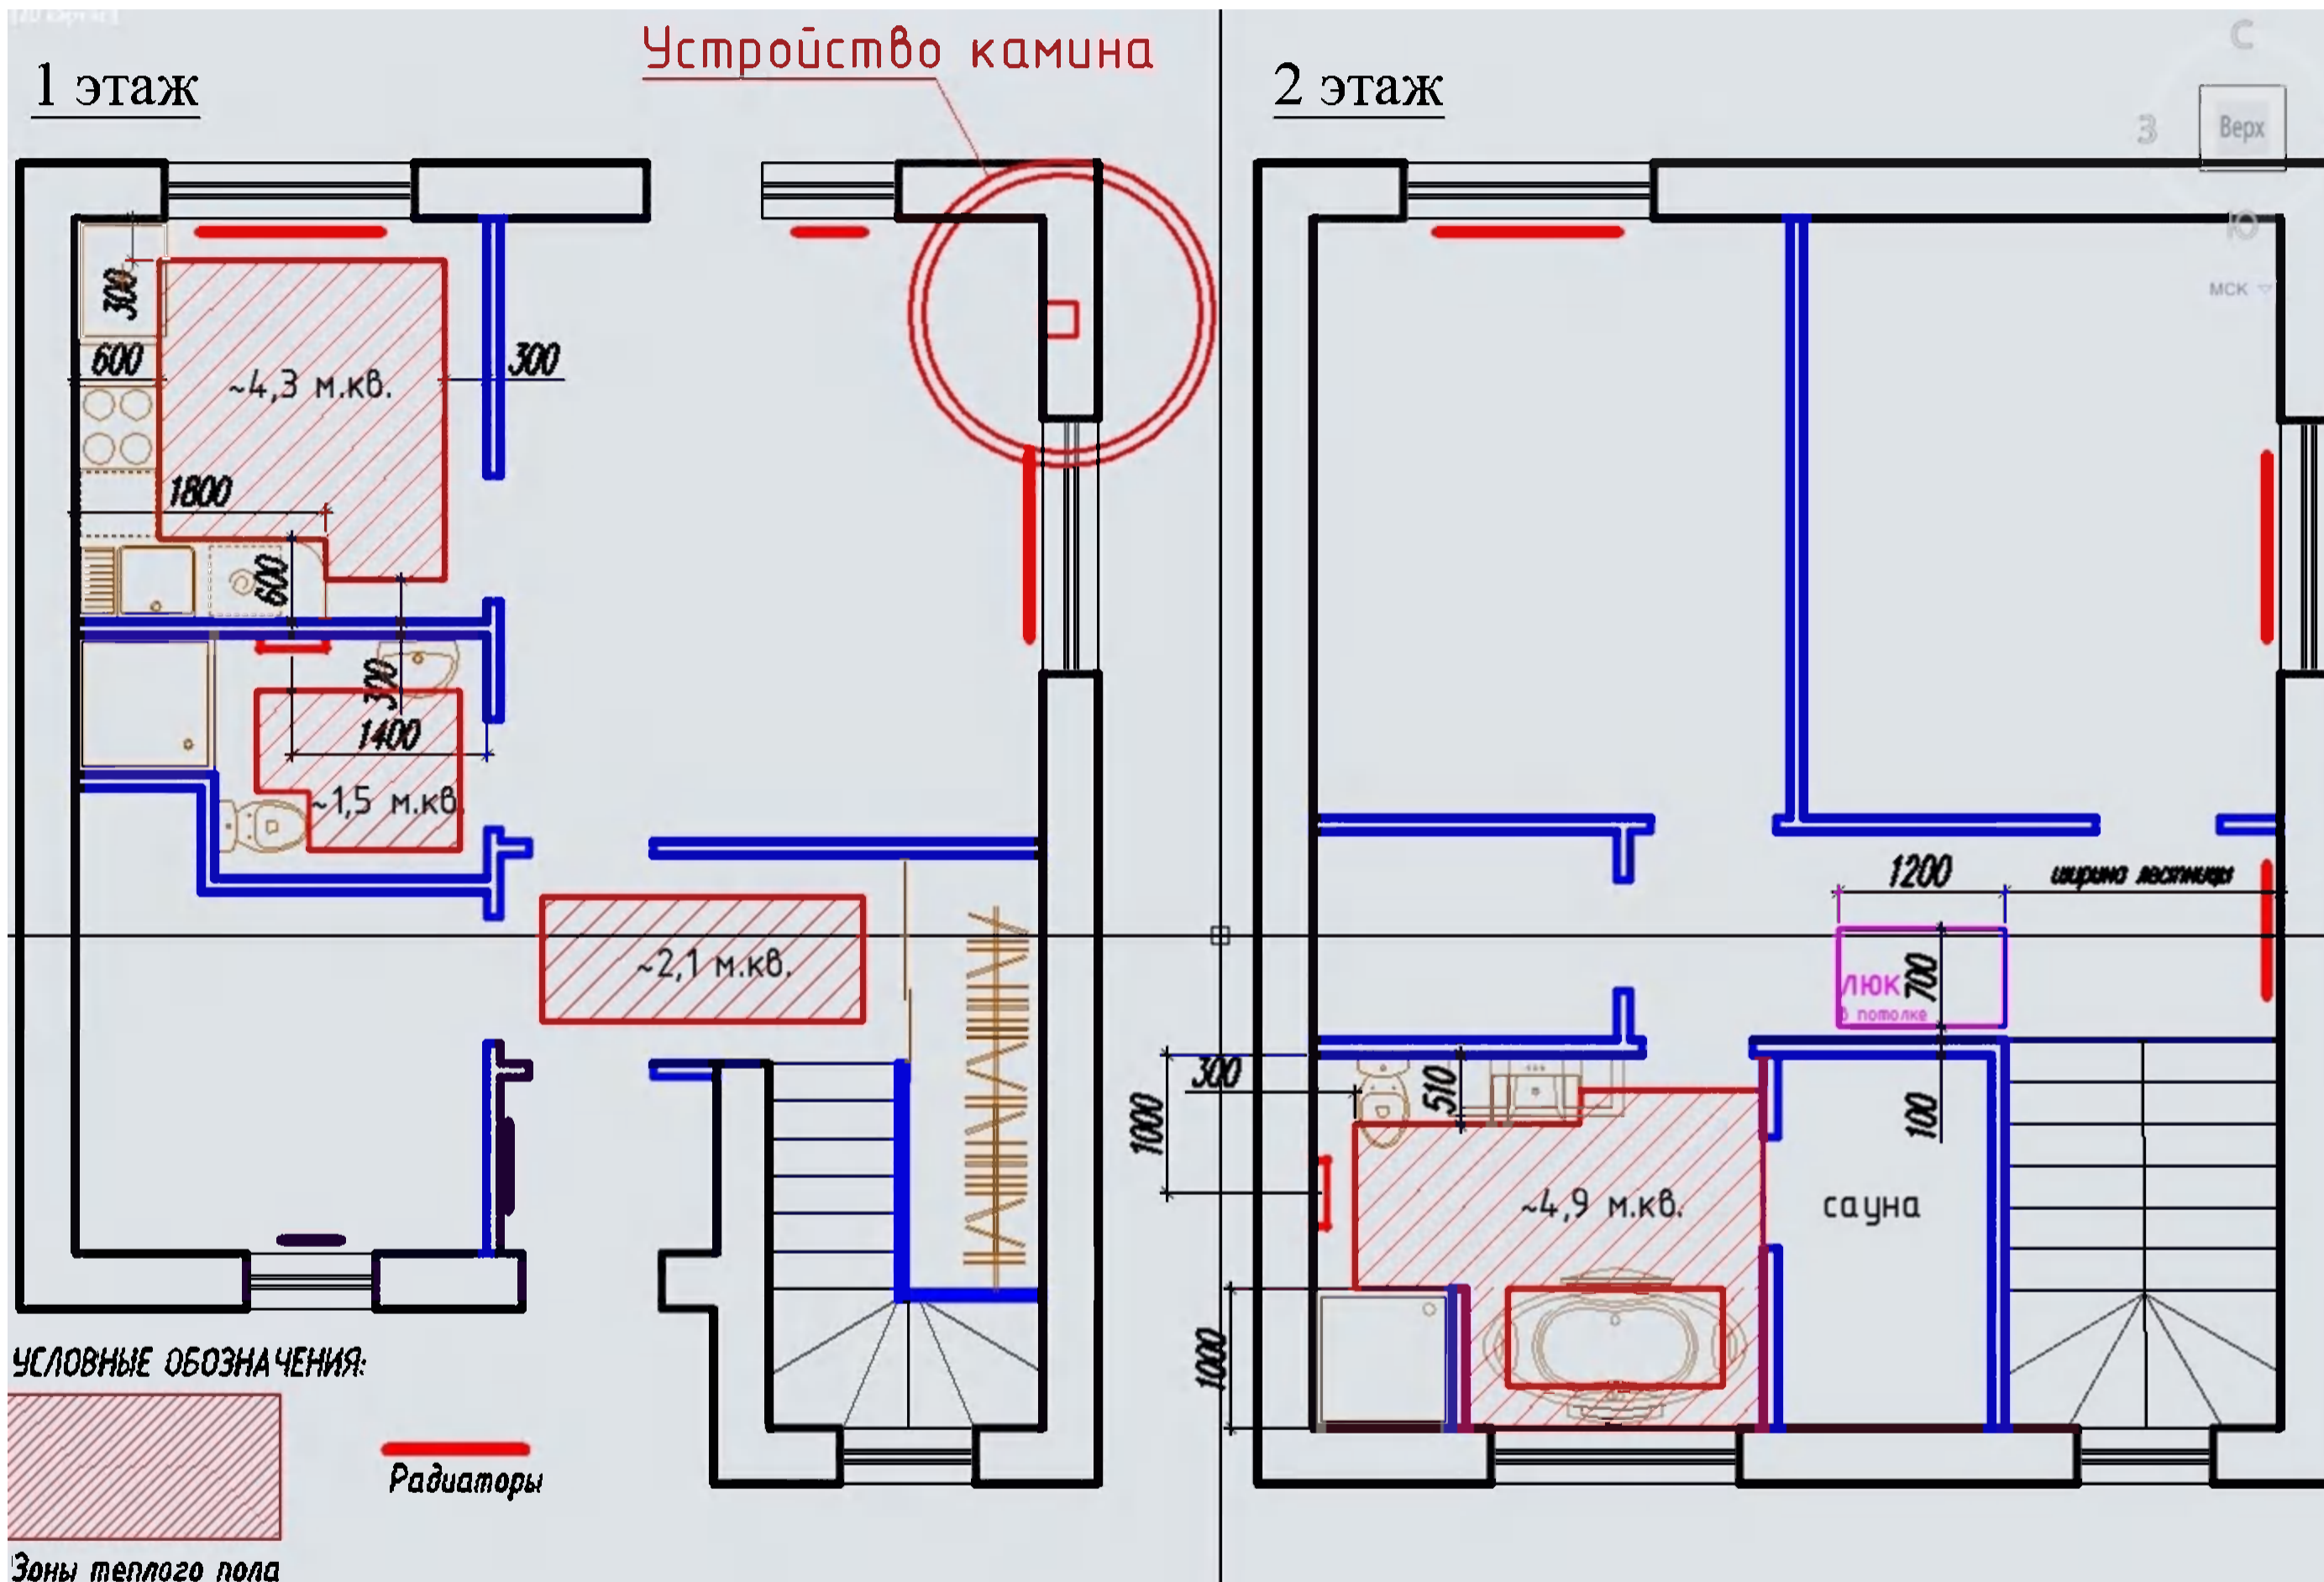 Устройство камина
1 этаж
2 этаж
С
З
Верх
Ю
МСК
300
600
~4,3 м.кв.
300
1800
600
300
1400
~1,5 м.кв.
~2,1 м.кв.
1200
ширина лестницы
700
люк
в потолке
300
510
1000
100
~4,9 м.кв.
сауна
1000
УСЛОВНЫЕ ОБОЗНАЧЕНИЯ:
Радиаторы
Зоны теплого пола